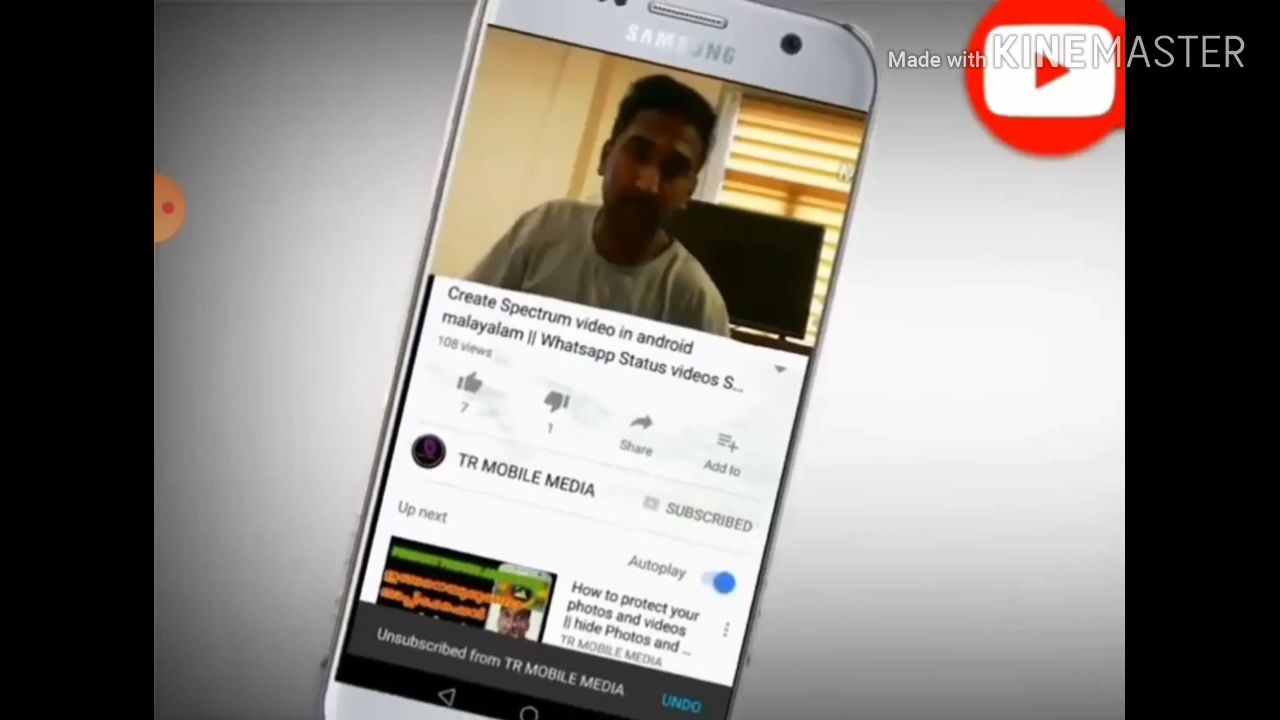 Made with KINEMASTER
SAMSUNG
Create Spectrum video in android
malayalam || Whatsapp Status videos S...
108 views
7
1
Share
Add to
TR MOBILE MEDIA
SUBSCRIBED
Up next
Autoplay
How to protect your
photos and videos
|| hide Photos and ...
TR MOBILE MEDIA
Unsubscribed from TR MOBILE MEDIA
UNDO